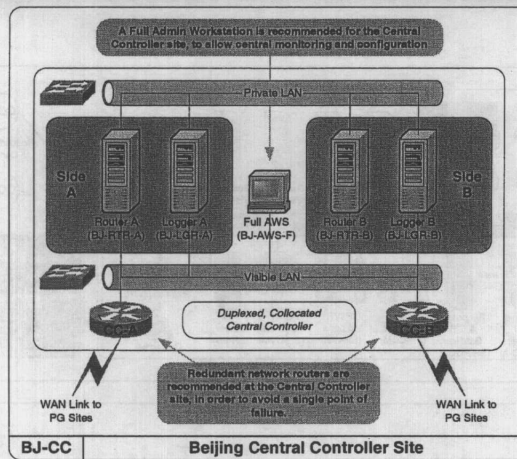 A Full Admin Workstation is recommended for the Central
Controller site, to allow central monitoring and configuration
Private LAN
Side
A
Router A
(BJ-RTR-A)
Logger A
(BJ-LGR-A)
Full AWS
(BJ-AWS-F)
Router B
(BJ-RTR-B)
Logger B
(BJ-LGR-B)
Side
B
Visible LAN
CC-A
Duplexed, Collocated
Central Controller
CC-B
Redundant network routers are
recommended at the Central Controller
site, in order to avoid a single point of
failure.
WAN Link to
PG Sites
WAN Link to
PG Sites
BJ-CC
Beijing Central Controller Site